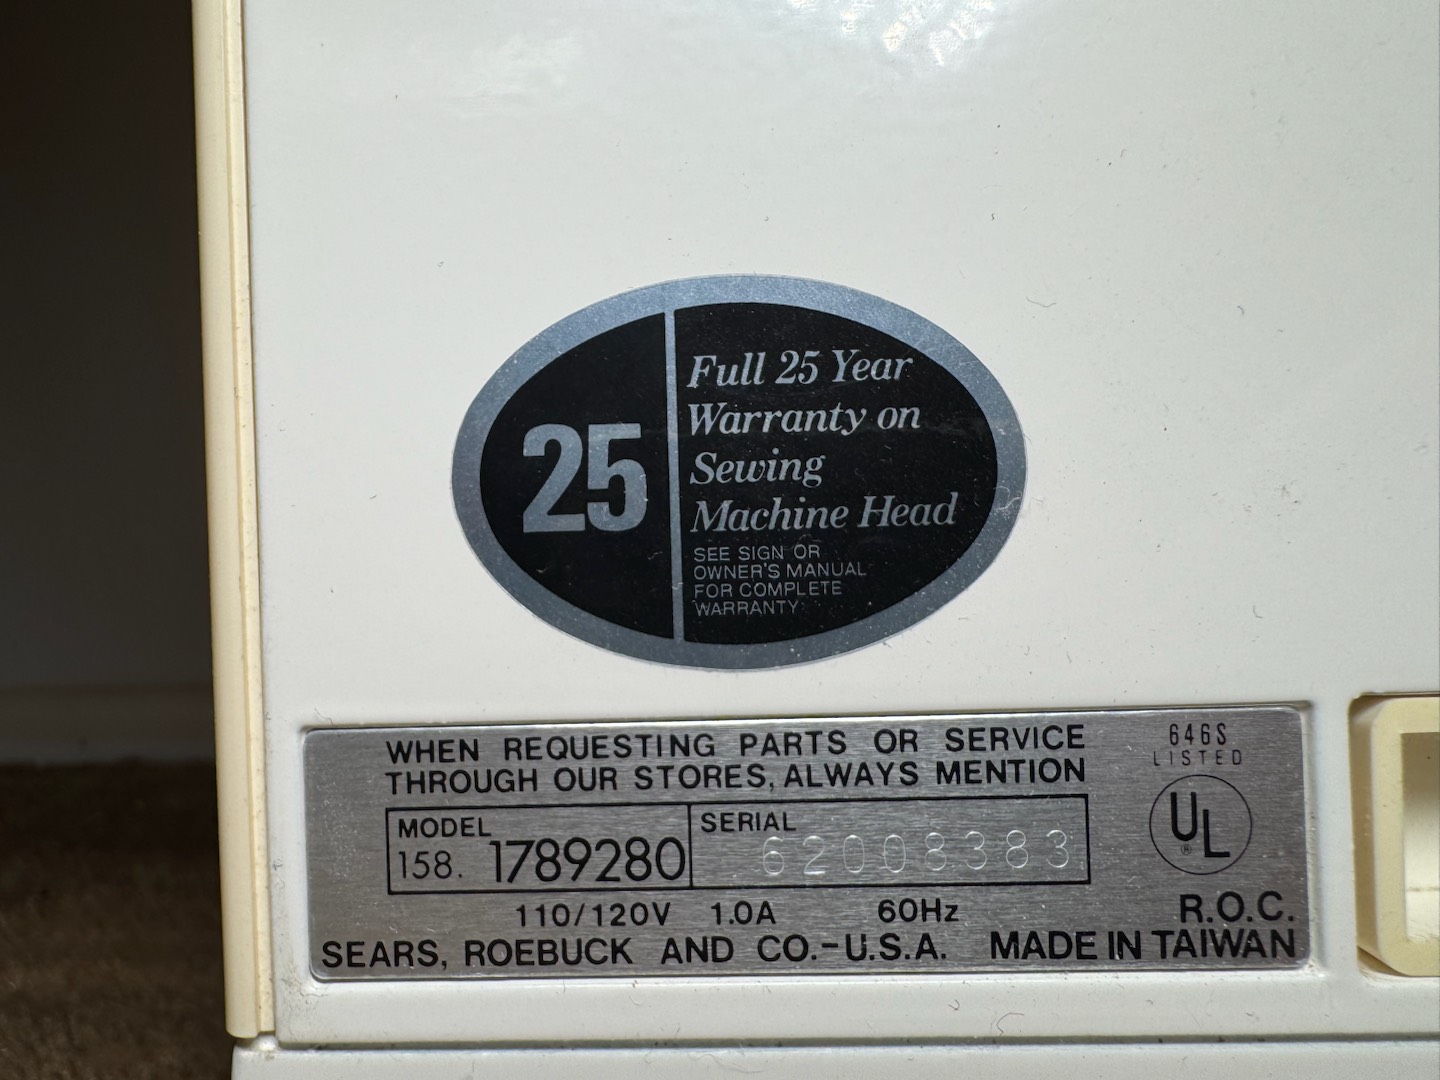 25
Full 25 Year
Warranty on
Sewing
Machine Head
SEE SIGN OR
OWNER'S MANUAL
FOR COMPLETE
WARRANTY.
WHEN REQUESTING PARTS OR SERVICE
THROUGH OUR STORES, ALWAYS MENTION
MODEL
158. 1789280
SERIAL
62008383
646S
LISTED
UL
®
110/120V 1.0A 60Hz
R.O.C.
SEARS, ROEBUCK AND CO.-U.S.A. MADE IN TAIWAN